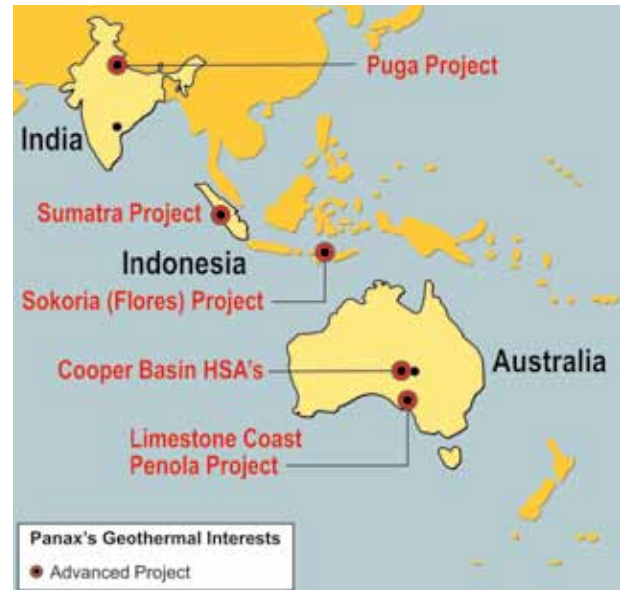 Puga Project
India
Sumatra Project
Indonesia
Sokoria (Flores) Project
Cooper Basin HSA's
Australia
Limestone Coast
Penola Project
Panax's Geothermal Interests
Advanced Project